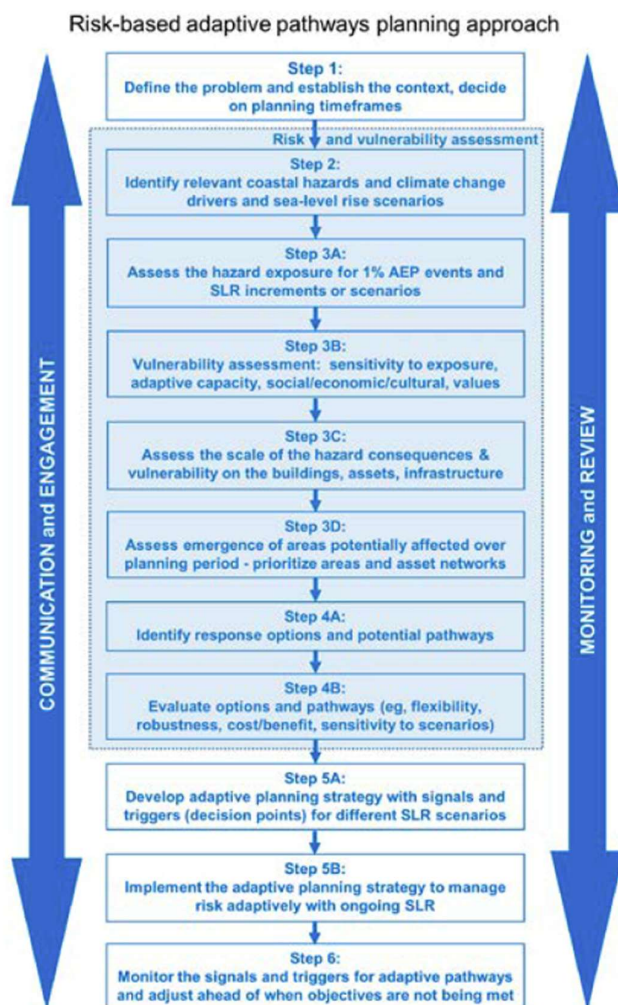 Risk-based adaptive pathways planning approach
Step 1:
Define the problem and establish the context, decide
on planning timeframes
Risk and vulnerability assessment
Step 2:
Identify relevant coastal hazards and climate change
drivers and sea-level rise scenarios
Step 3A:
Assess the hazard exposure for 1% AEP events and
SLR increments or scenarios
Step 3B:
Vulnerability assessment: sensitivity to exposure,
adaptive capacity, social/economic/cultural, values
Step 3C:
Assess the scale of the hazard consequences &
vulnerability on the buildings, assets, infrastructure
Step 3D:
Assess emergence of areas potentially affected over
planning period - prioritize areas and asset networks
Step 4A:
Identify response options and potential pathways
Step 4B:
Evaluate options and pathways (eg, flexibility,
robustness, cost/benefit, sensitivity to scenarios)
Step 5A:
Develop adaptive planning strategy with signals and
triggers (decision points) for different SLR scenarios
Step 5B:
Implement the adaptive planning strategy to manage
risk adaptively with ongoing SLR
Step 6:
Monitor the signals and triggers for adaptive pathways
and adjust ahead of when objectives are not being met
COMMUNICATION and ENGAGEMENT
MONITORING and REVIEW